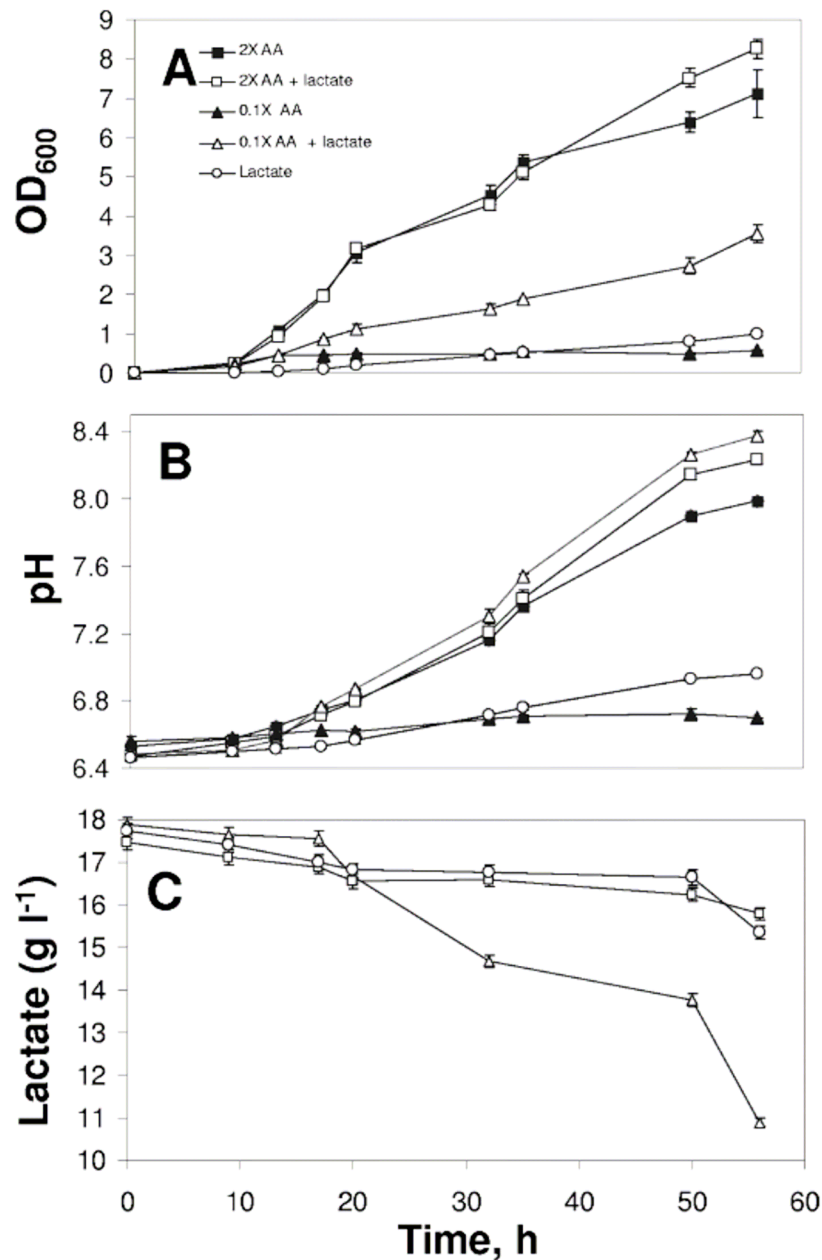 9
8
7
6
5
4
3
2
1
0
OD600
A
2X AA
2X AA + lactate
0.1X AA
0.1X AA + lactate
Lactate
8.4
8.0
7.6
7.2
6.8
6.4
pH
B
18
17
16
15
14
13
12
11
10
Lactate (g l-1)
C
0 10 20 30 40 50 60
Time, h